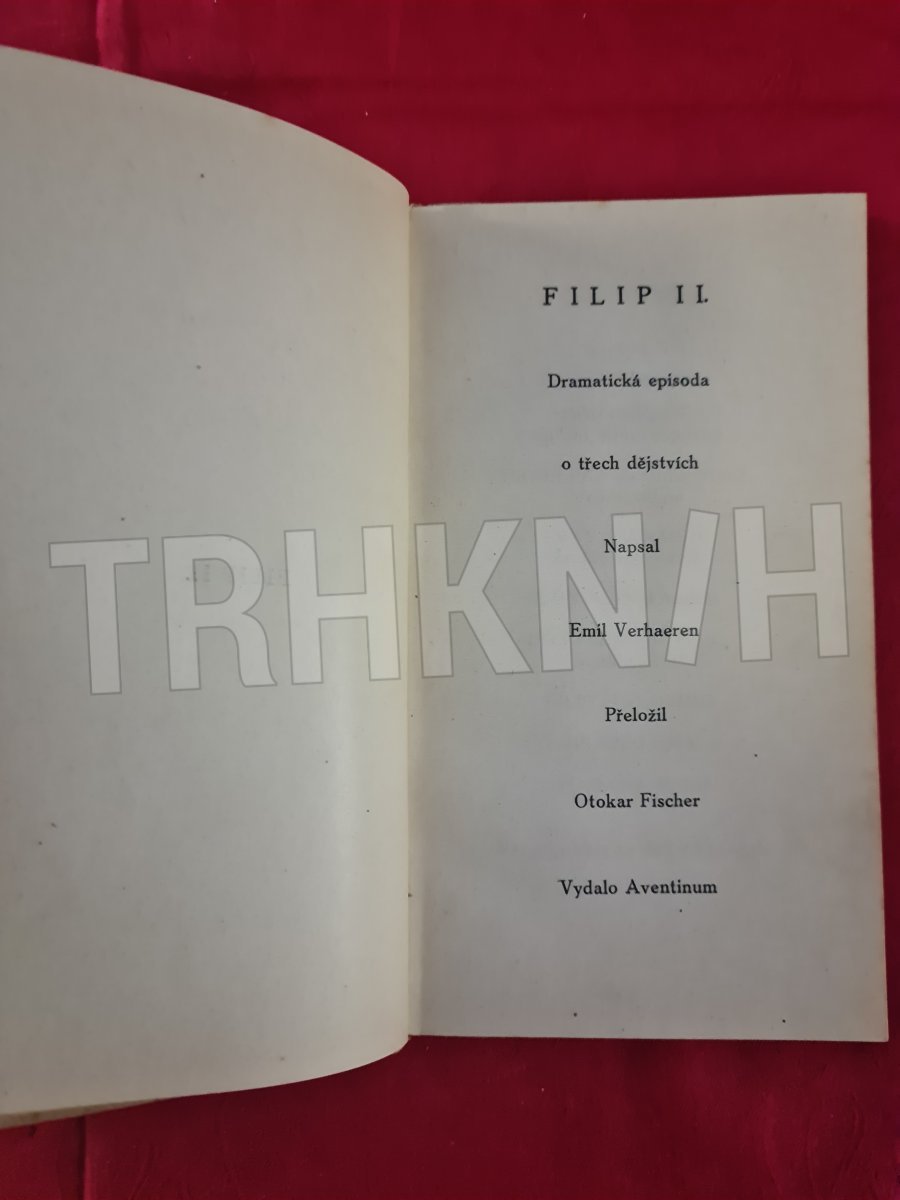 FILIP II.
Dramatická episoda
o třech dějstvích
Napsal
Emil Verhaeren
Přeložil
Otokar Fischer
Vydalo Aventinum
TRHKNIH